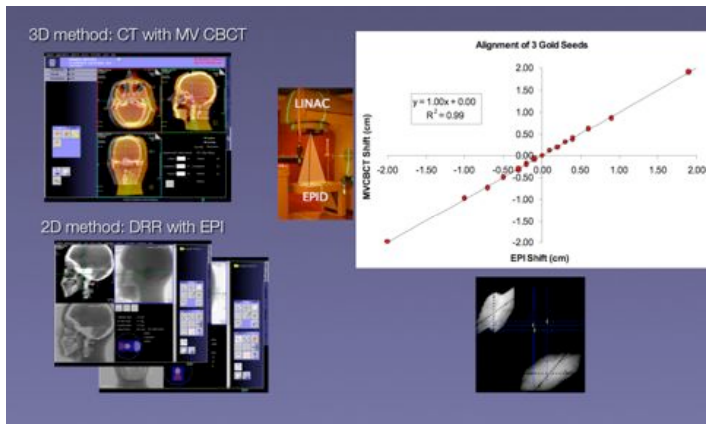 3D method: CT with MV CBCT
LINAC
EPID
2D method: DRR with EPI
Alignment of 3 Gold Seeds
y = 1.00x + 0.00
R² = 0.99
MVCBCT Shift (cm)
2.00
1.50
1.00
0.50
0.00
-2.00 -1.50 -1.00 -0.50 0.00 0.50 1.00 1.50 2.00
-0.50
-1.00
-1.50
-2.00
EPI Shift (cm)